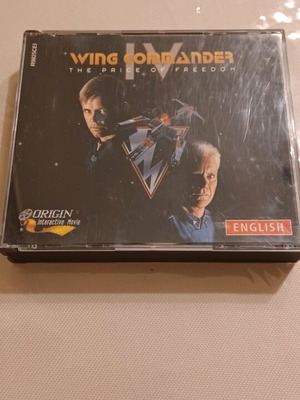 IV
WING COMMANDER
THE PRICE OF FREEDOM
ORIGIN
Interactive Movie
ENGLISH